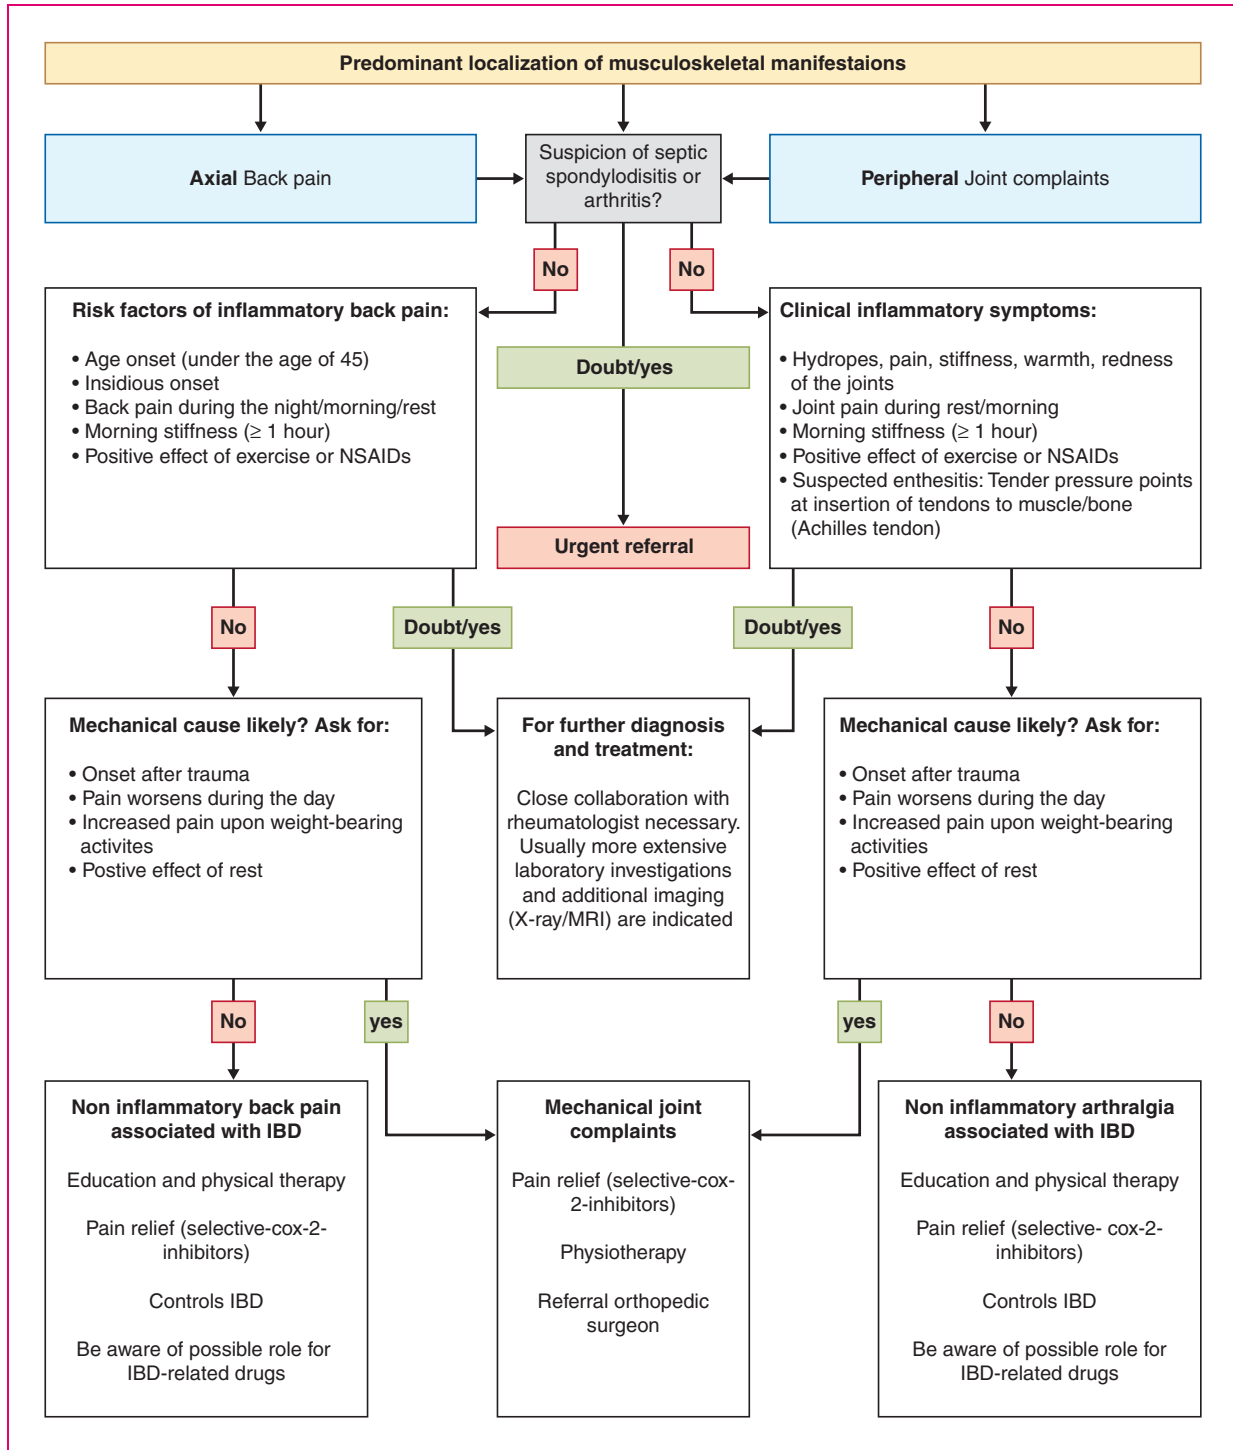 Predominant localization of musculoskeletal manifestaions
Axial Back pain
Suspicion of septic
spondylodisitis or
arthritis?
Peripheral Joint complaints
No
No
Risk factors of inflammatory back pain:
• Age onset (under the age of 45)
• Insidious onset
• Back pain during the night/morning/rest
• Morning stiffness (≥ 1 hour)
• Positive effect of exercise or NSAIDs
Doubt/yes
Urgent referral
Clinical inflammatory symptoms:
• Hydropes, pain, stiffness, warmth, redness
of the joints
• Joint pain during rest/morning
• Morning stiffness (≥ 1 hour)
• Positive effect of exercise or NSAIDs
• Suspected enthesitis: Tender pressure points
at insertion of tendons to muscle/bone
(Achilles tendon)
No
Doubt/yes
Doubt/yes
No
Mechanical cause likely? Ask for:
• Onset after trauma
• Pain worsens during the day
• Increased pain upon weight-bearing
activites
• Postive effect of rest
For further diagnosis
and treatment:
Close collaboration with
rheumatologist necessary.
Usually more extensive
laboratory investigations
and additional imaging
(X-ray/MRI) are indicated
Mechanical cause likely? Ask for:
• Onset after trauma
• Pain worsens during the day
• Increased pain upon weight-bearing
activities
• Positive effect of rest
No
yes
yes
No
Non inflammatory back pain
associated with IBD
Education and physical therapy
Pain relief (selective-cox-2-
inhibitors)
Controls IBD
Be aware of possible role for
IBD-related drugs
Mechanical joint
complaints
Pain relief (selective-cox-
2-inhibitors)
Physiotherapy
Referral orthopedic
surgeon
Non inflammatory arthralgia
associated with IBD
Education and physical therapy
Pain relief (selective- cox-2-
inhibitors)
Controls IBD
Be aware of possible role for
IBD-related drugs